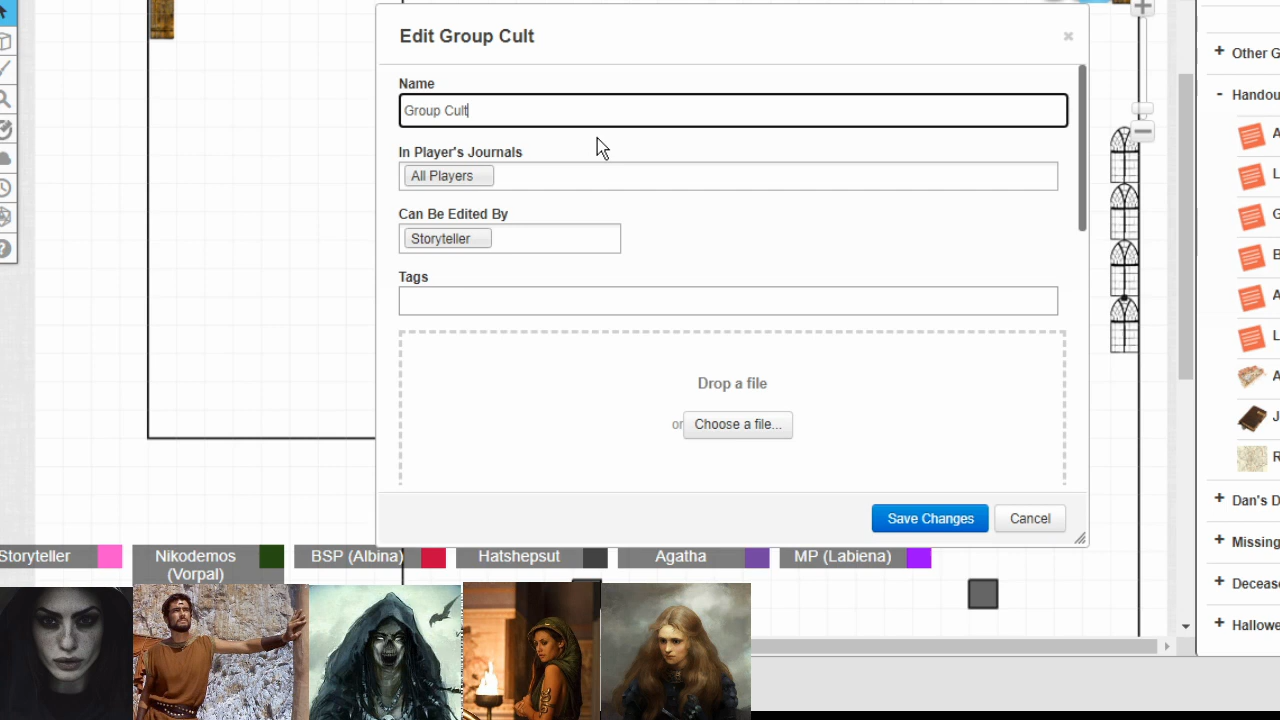 Edit Group Cult
Name
Group Cult
In Player's Journals
All Players
Can Be Edited By
Storyteller
Tags
Drop a file
or Choose a file...
Save Changes
Cancel
+ Other G
- Handou
A
L
G
B
A
L
A
J
R
+ Dan's D
+ Missing
+ Decease
+ Hallowe
Storyteller
Nikodemos
(Vorpal)
BSP (Albina)
Hatshepsut
Agatha
MP (Labiena)